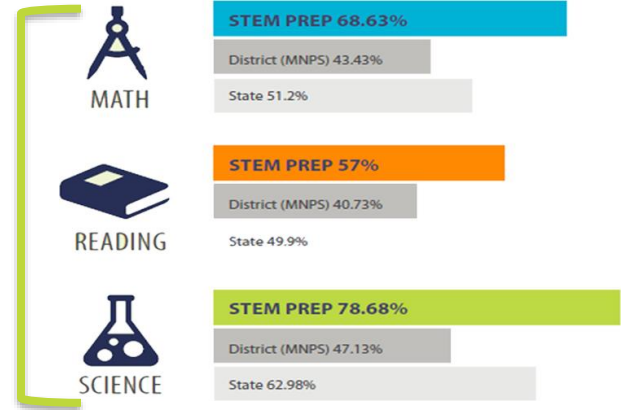 STEM PREP 68.63%
District (MNPS) 43.43%
State 51.2%
MATH
STEM PREP 57%
District (MNPS) 40.73%
State 49.9%
READING
STEM PREP 78.68%
District (MNPS) 47.13%
State 62.98%
SCIENCE